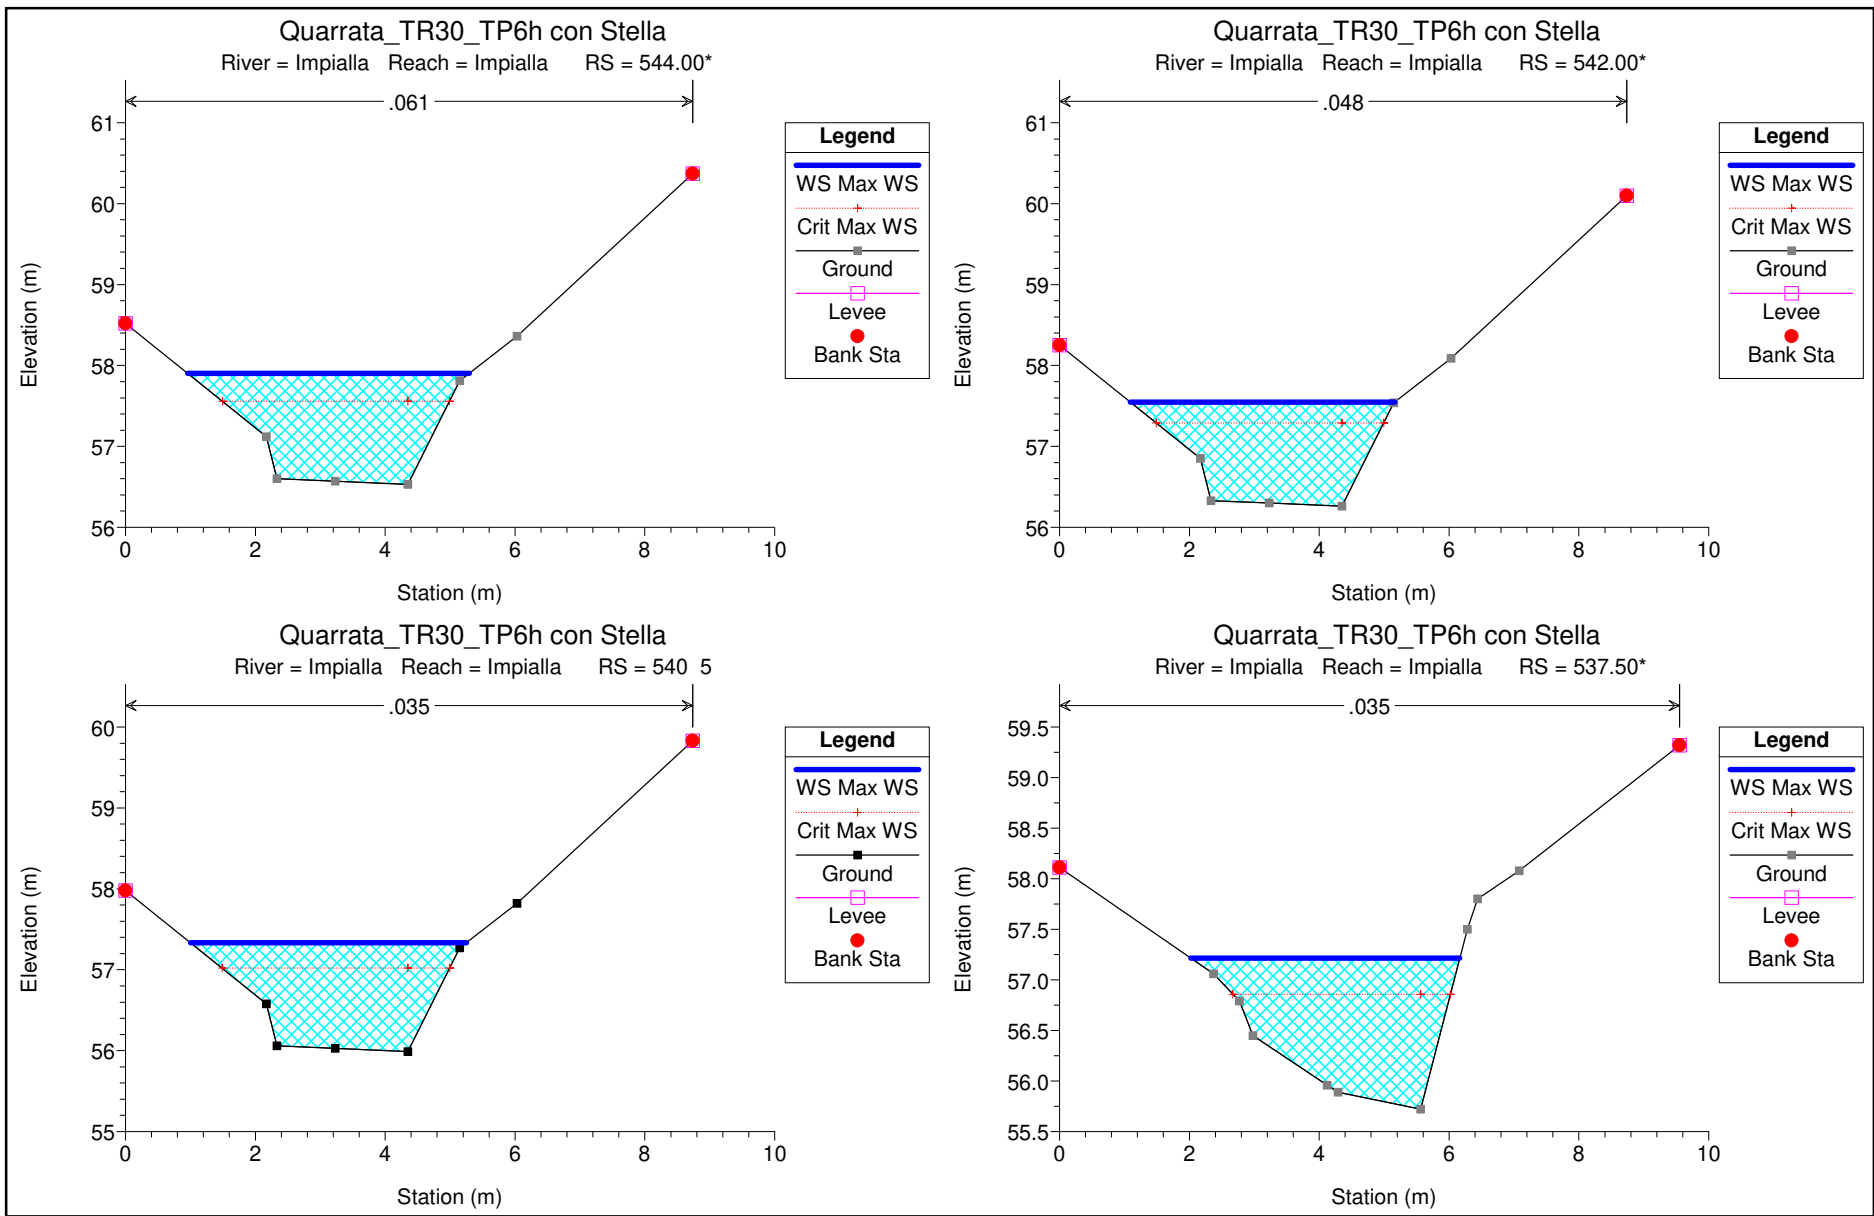 Quarrata_TR30_TP6h con Stella
River = Impialla Reach = Impialla RS = 544.00*
.061
61
60
59
58
57
56
0 2 4 6 8 10
Elevation (m)
Station (m)
Legend
WS Max WS
Crit Max WS
Ground
Levee
Bank Sta
Quarrata_TR30_TP6h con Stella
River = Impialla Reach = Impialla RS = 542.00*
.048
61
60
59
58
57
56
0 2 4 6 8 10
Elevation (m)
Station (m)
Legend
WS Max WS
Crit Max WS
Ground
Levee
Bank Sta
Quarrata_TR30_TP6h con Stella
River = Impialla Reach = Impialla RS = 540 5
.035
60
59
58
57
56
55
0 2 4 6 8 10
Elevation (m)
Station (m)
Legend
WS Max WS
Crit Max WS
Ground
Levee
Bank Sta
Quarrata_TR30_TP6h con Stella
River = Impialla Reach = Impialla RS = 537.50*
.035
59.5
59.0
58.5
58.0
57.5
57.0
56.5
56.0
55.5
0 2 4 6 8 10
Elevation (m)
Station (m)
Legend
WS Max WS
Crit Max WS
Ground
Levee
Bank Sta